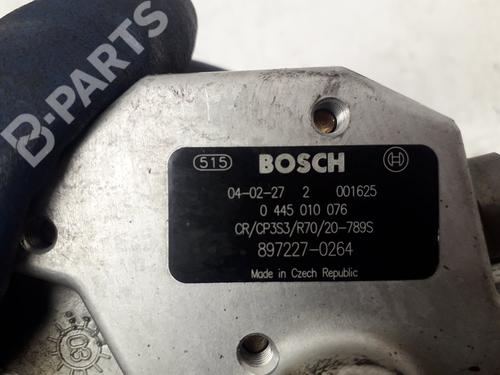 B-PARTS
515 BOSCH
04-02-27 2 001625
0 445 010 076
CR/CP3S3/R70/20-789S
897227-0264
Made in Czech Republic
03